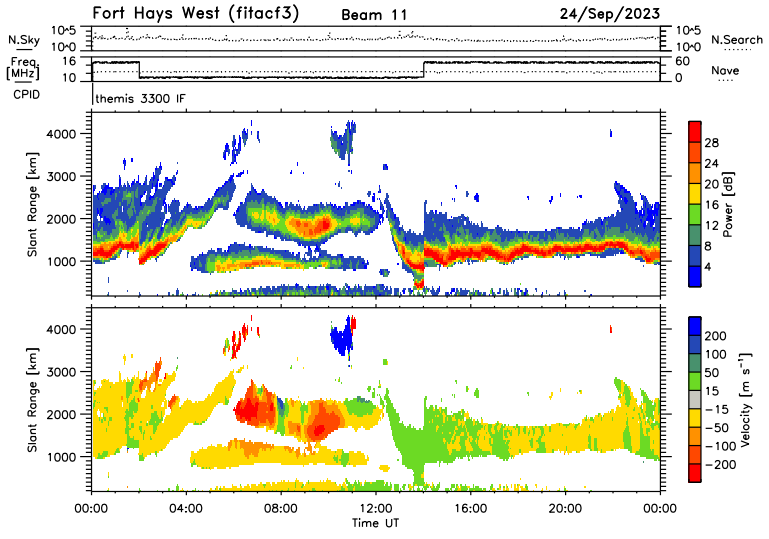 Fort Hays West (fitacf3) Beam 11 24/Sep/2023
N.Sky 10^5 10^0 10^5 10^0 N.Search
Freq. [MHz] 16 10 60 0 Nave
CPID themis 3300 IF
Slant Range [km]
4000
3000
2000
1000
Power [dB]
28
24
20
16
12
8
4
Slant Range [km]
4000
3000
2000
1000
Velocity [m s⁻¹]
200
100
50
15
−15
−50
−100
−200
00:00 04:00 08:00 12:00 16:00 20:00 00:00
Time UT